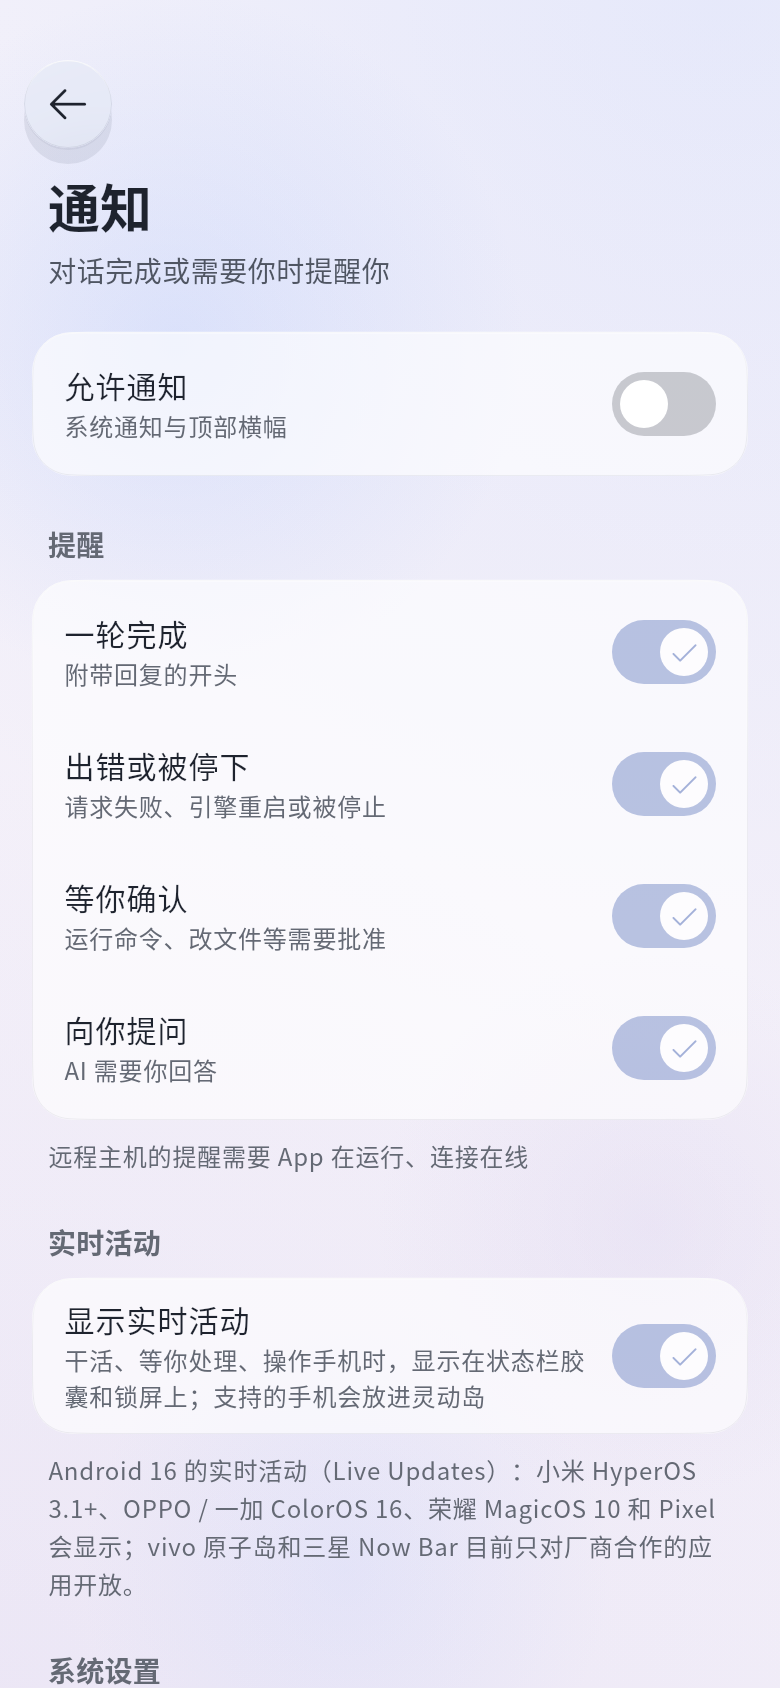 通知
对话完成或需要你时提醒你
允许通知
系统通知与顶部横幅
提醒
一轮完成
附带回复的开头
出错或被停下
请求失败、引擎重启或被停止
等你确认
运行命令、改文件等需要批准
向你提问
AI 需要你回答
远程主机的提醒需要 App 在运行、连接在线
实时活动
显示实时活动
干活、等你处理、操作手机时，显示在状态栏胶
囊和锁屏上；支持的手机会放进灵动岛
Android 16 的实时活动（Live Updates）：小米 HyperOS
3.1+、OPPO / 一加 ColorOS 16、荣耀 MagicOS 10 和 Pixel
会显示；vivo 原子岛和三星 Now Bar 目前只对厂商合作的应
用开放。
系统设置